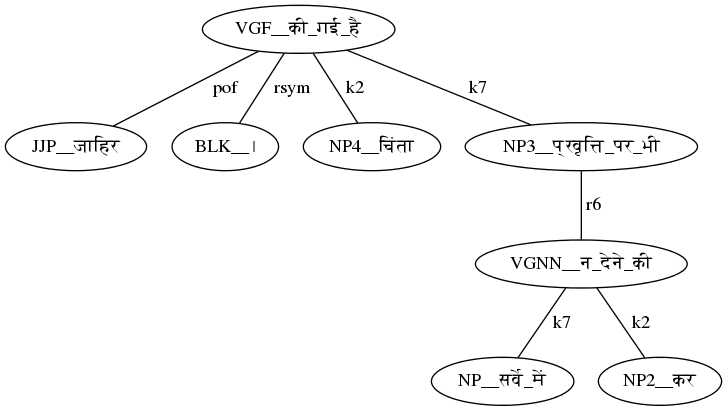 VGF__की_गई_है
pof
rsym
k2
k7
JJP__जाहिर
BLK__।
NP4__चिंता
NP3__प्रवृत्ति_पर_भी
r6
VGNN__न_देने_की
k7
k2
NP__सर्वे_में
NP2__कर